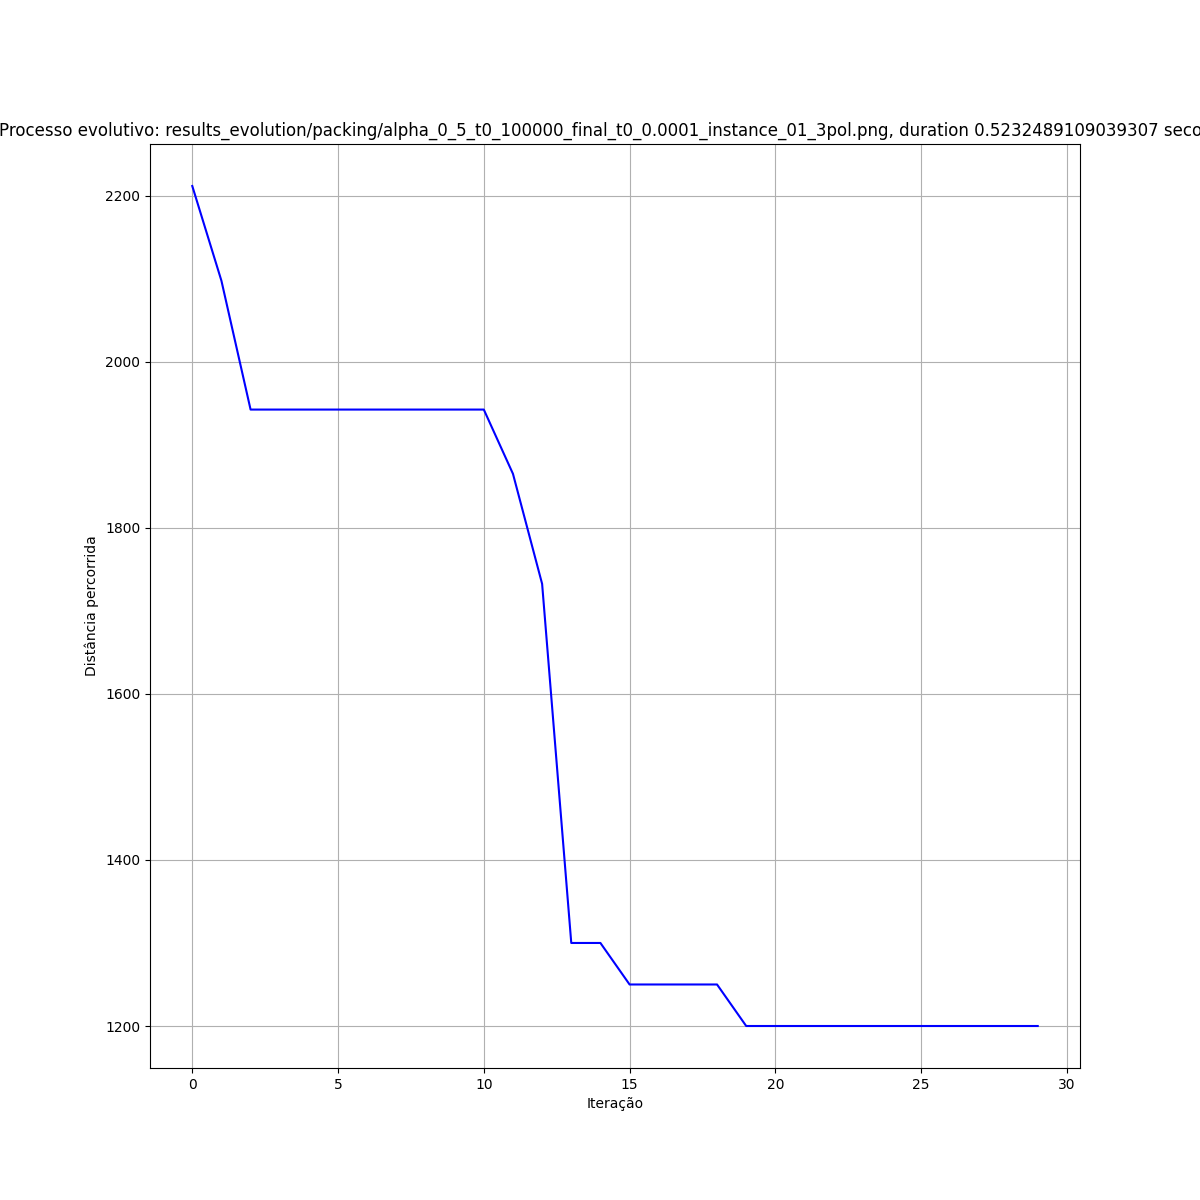 Processo evolutivo: results_evolution/packing/alpha_0_5_t0_100000_final_t0_0.0001_instance_01_3pol.png, duration 0.5232489109039307 seco
2200
2000
1800
1600
1400
1200
Distância percorrida
0 5 10 15 20 25 30
Iteração